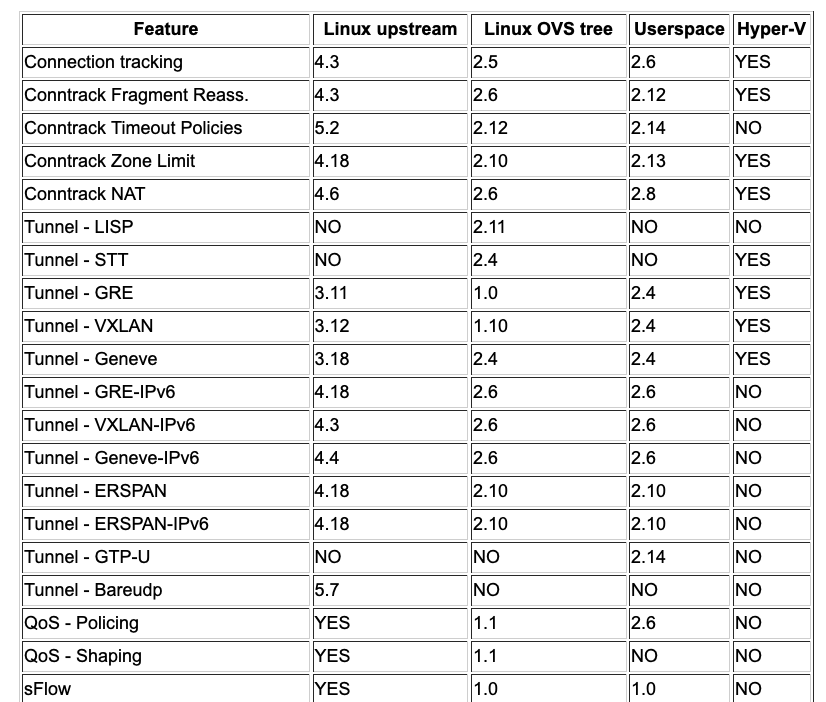 Feature Linux upstream Linux OVS tree Userspace Hyper-V
Connection tracking 4.3 2.5 2.6 YES
Conntrack Fragment Reass. 4.3 2.6 2.12 YES
Conntrack Timeout Policies 5.2 2.12 2.14 NO
Conntrack Zone Limit 4.18 2.10 2.13 YES
Conntrack NAT 4.6 2.6 2.8 YES
Tunnel - LISP NO 2.11 NO NO
Tunnel - STT NO 2.4 NO YES
Tunnel - GRE 3.11 1.0 2.4 YES
Tunnel - VXLAN 3.12 1.10 2.4 YES
Tunnel - Geneve 3.18 2.4 2.4 YES
Tunnel - GRE-IPv6 4.18 2.6 2.6 NO
Tunnel - VXLAN-IPv6 4.3 2.6 2.6 NO
Tunnel - Geneve-IPv6 4.4 2.6 2.6 NO
Tunnel - ERSPAN 4.18 2.10 2.10 NO
Tunnel - ERSPAN-IPv6 4.18 2.10 2.10 NO
Tunnel - GTP-U NO NO 2.14 NO
Tunnel - Bareudp 5.7 NO NO NO
QoS - Policing YES 1.1 2.6 NO
QoS - Shaping YES 1.1 NO NO
sFlow YES 1.0 1.0 NO